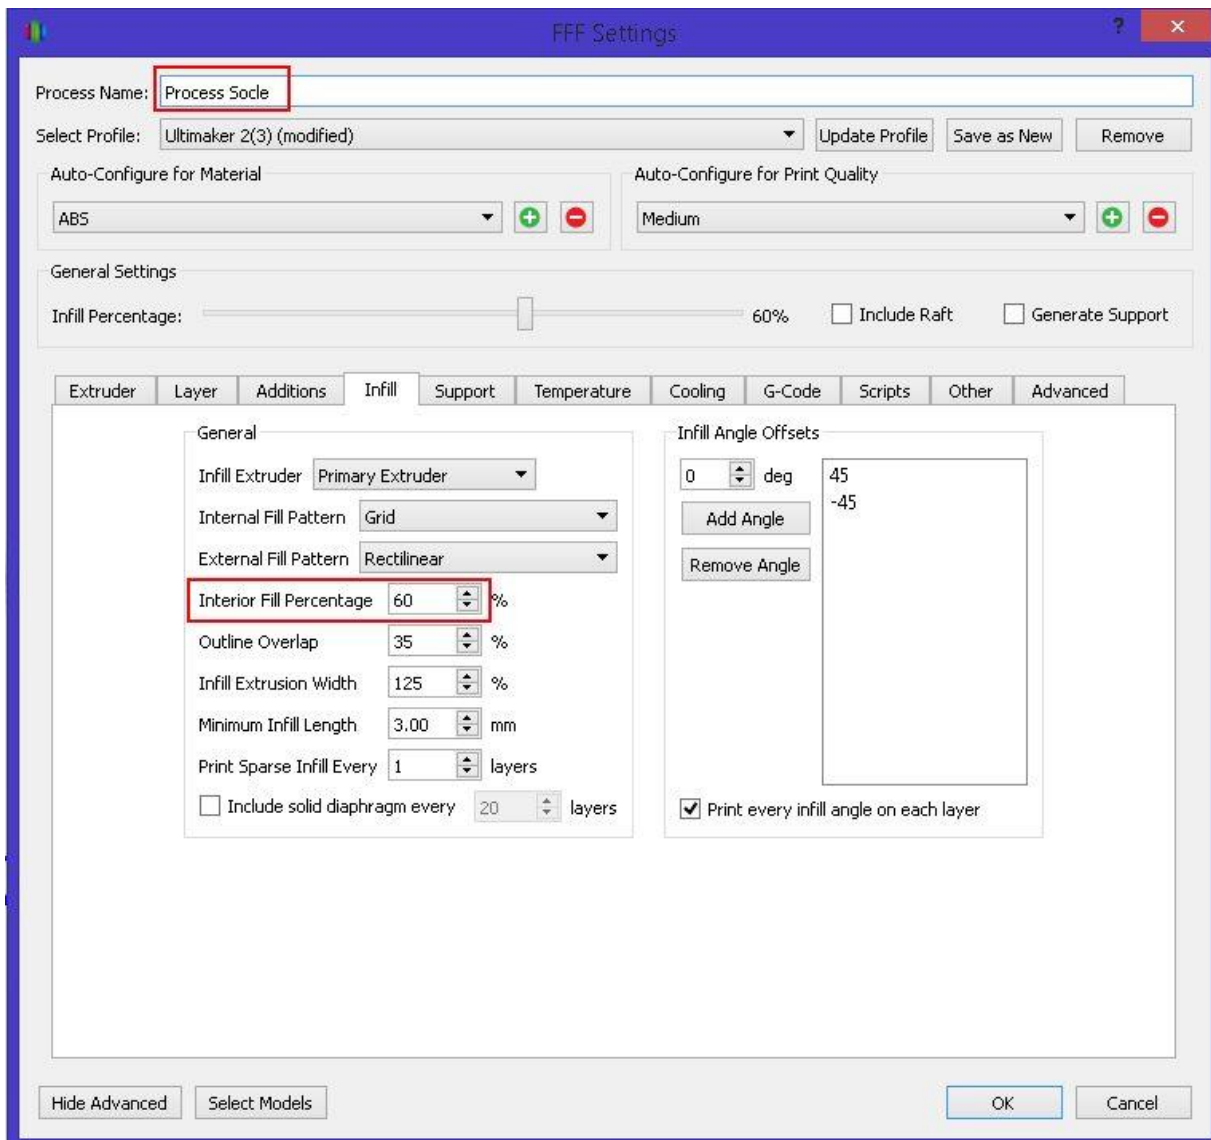 FFF Settings ?
Process Name: Process Socle
Select Profile: Ultimaker 2(3) (modified) Update Profile Save as New Remove
Auto-Configure for Material Auto-Configure for Print Quality
ABS Medium
General Settings
Infill Percentage: 60% Include Raft Generate Support
Extruder Layer Additions Infill Support Temperature Cooling G-Code Scripts Other Advanced
General Infill Angle Offsets
Infill Extruder Primary Extruder 0 deg 45
-45
Internal Fill Pattern Grid Add Angle
External Fill Pattern Rectilinear Remove Angle
Interior Fill Percentage 60 %
Outline Overlap 35 %
Infill Extrusion Width 125 %
Minimum Infill Length 3.00 mm
Print Sparse Infill Every 1 layers
Include solid diaphragm every 20 layers Print every infill angle on each layer
Hide Advanced Select Models OK Cancel